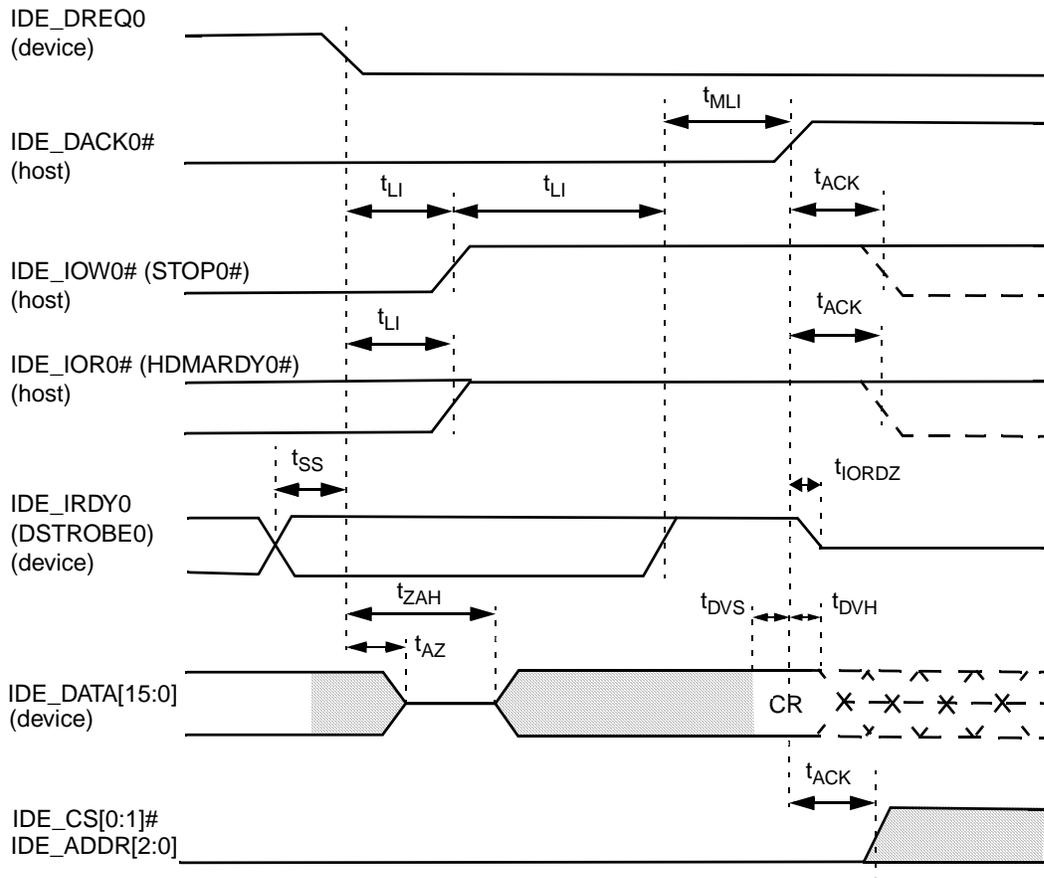 IDE_DREQ0
(device)
tMLI
IDE_DACK0#
(host)
tLI
tLI
tACK
IDE_IOW0# (STOP0#)
(host)
tLI
tACK
IDE_IOR0# (HDMARDY0#)
(host)
tSS
tIORDZ
IDE_IRDY0
(DSTROBE0)
(device)
tZAH
tDVS
tDVH
tAZ
IDE_DATA[15:0]
(device)
CR
tACK
IDE_CS[0:1]#
IDE_ADDR[2:0]